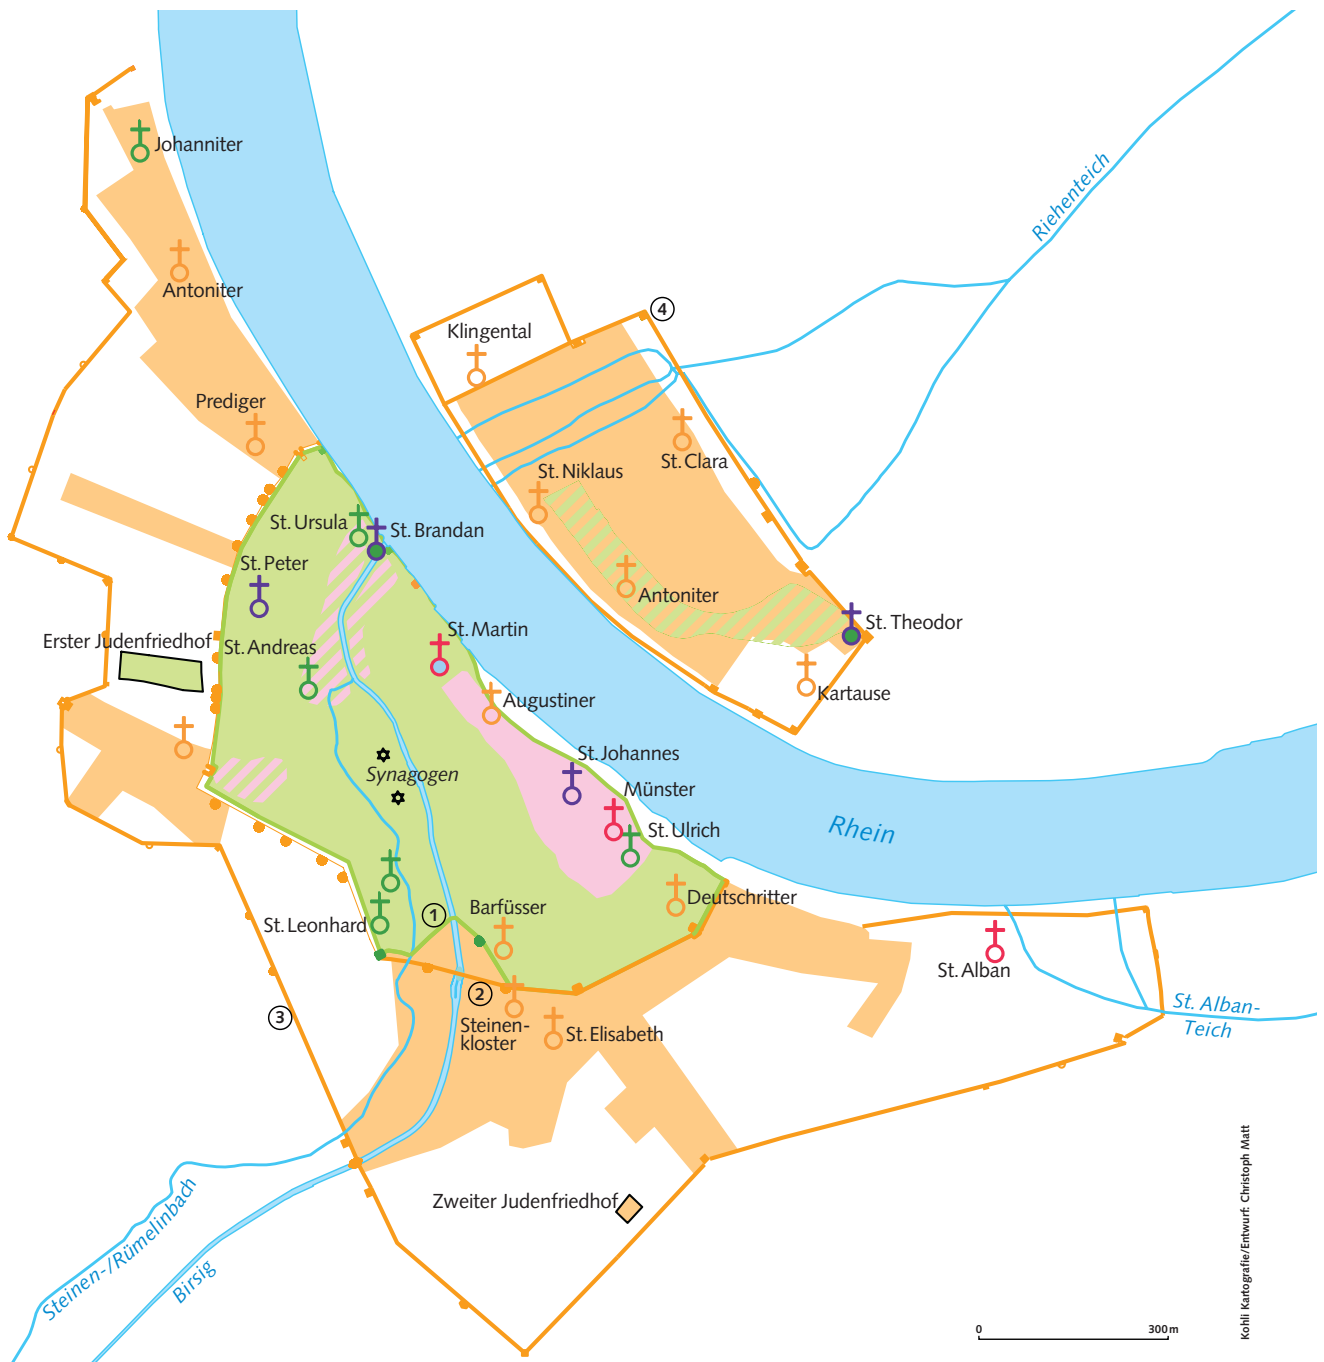 Johanniter
Riehenteich
Antoniter
4
Klingental
Prediger
St. Clara
St. Niklaus
St. Ursula
St. Brandan
St. Peter
Antoniter
St. Theodor
St. Martin
Erster Judenfriedhof
St. Andreas
Kartause
Augustiner
St. Johannes
Synagogen
Münster
St. Ulrich
Rhein
Deutschritter
Barfüsser
1
St. Leonhard
St. Alban
2
St. Alban-
Teich
3
Steinen-
kloster
St. Elisabeth
Zweiter Judenfriedhof
Steinen-/Rümelinbach
Birsig
Kohli Kartografie/Entwurf: Christoph Matt
0
300 m